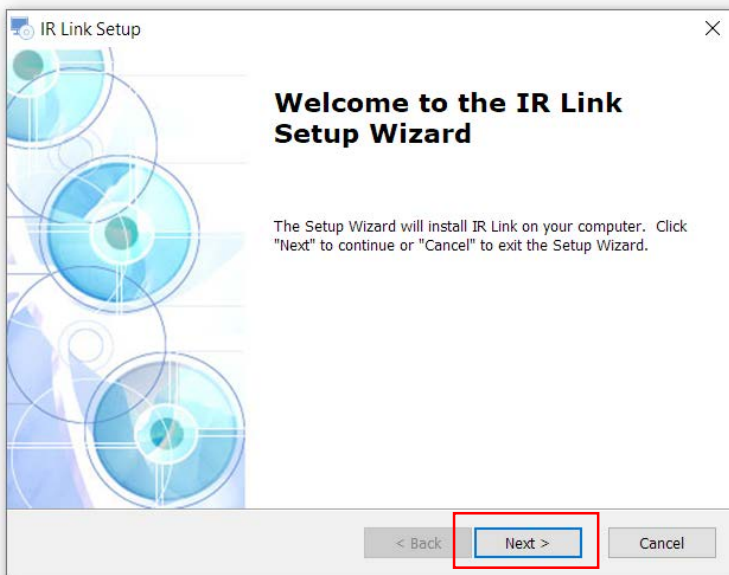 IR Link Setup
Welcome to the IR Link
Setup Wizard
The Setup Wizard will install IR Link on your computer. Click
"Next" to continue or "Cancel" to exit the Setup Wizard.
< Back Next > Cancel